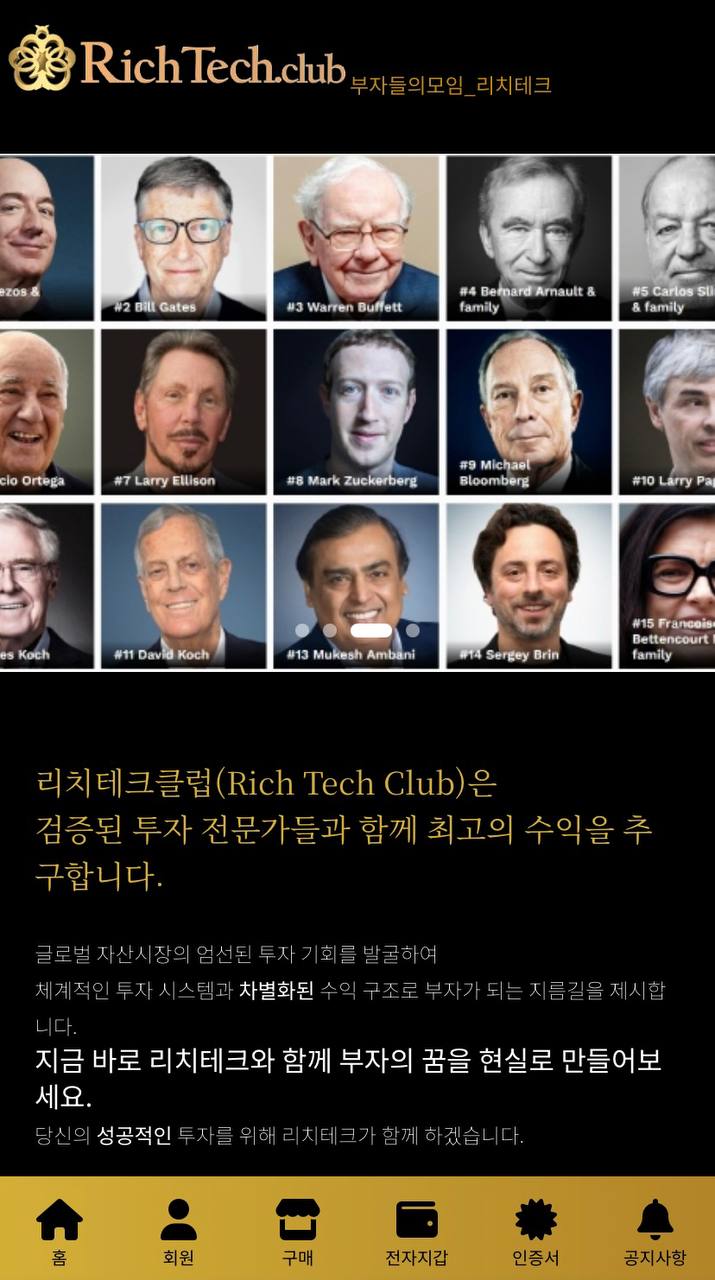 RichTech.club 부자들의모임_리치테크
ezos &
#2 Bill Gates
#3 Warren Buffett
#4 Bernard Arnault &
family
#5 Carlos Sli
& family
cio Ortega
#7 Larry Ellison
#8 Mark Zuckerberg
#9 Michael
Bloomberg
#10 Larry Pag
es Koch
#11 David Koch
#13 Mukesh Ambani
#14 Sergey Brin
#15 Francoise
Bettencourt
family
리치테크클럽(Rich Tech Club)은
검증된 투자 전문가들과 함께 최고의 수익을 추
구합니다.
글로벌 자산시장의 엄선된 투자 기회를 발굴하여
체계적인 투자 시스템과 차별화된 수익 구조로 부자가 되는 지름길을 제시합
니다.
지금 바로 리치테크와 함께 부자의 꿈을 현실로 만들어보
세요.
당신의 성공적인 투자를 위해 리치테크가 함께 하겠습니다.
홈
회원
구매
전자지갑
인증서
공지사항